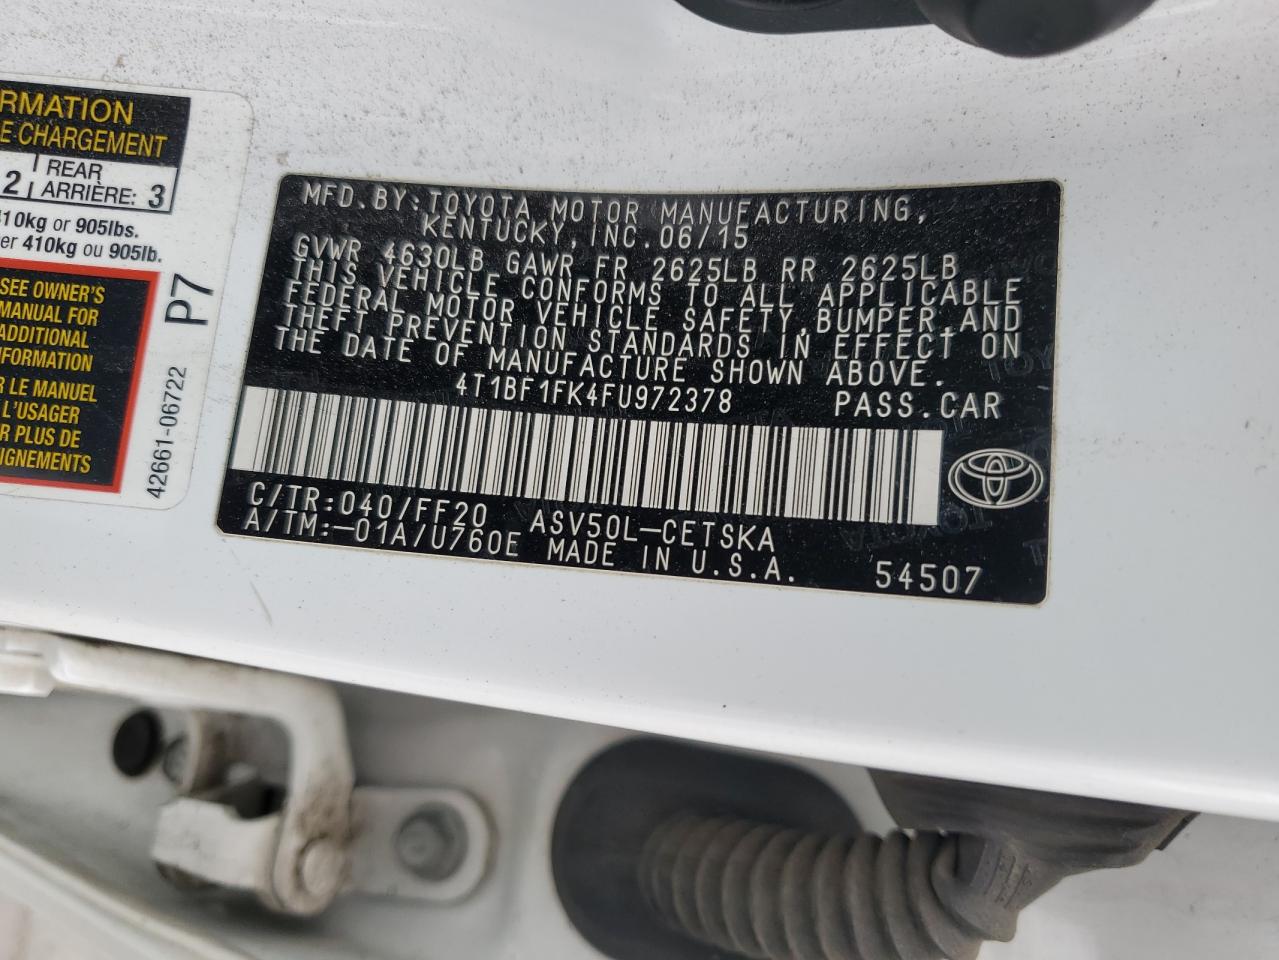 RMATION
E CHARGEMENT
2 REAR
ARRIÈRE: 3
410kg or 905lbs.
er 410kg ou 905lb.
SEE OWNER'S
MANUAL FOR
ADDITIONAL
NFORMATION
R LE MANUEL
L'USAGER
R PLUS DE
IGNEMENTS
P7
42661-06722
MFD.BY:TOYOTA MOTOR MANUFACTURING,
KENTUCKY,INC.06/15
GVWR 4630LB GAWR FR 2625LB RR 2625LB
THIS VEHICLE CONFORMS TO ALL APPLICABLE
FEDERAL MOTOR VEHICLE SAFETY,BUMPER,AND
THEFT PREVENTION STANDARDS IN EFFECT ON
THE DATE OF MANUFACTURE SHOWN ABOVE.
4T1BF1FK4FU972378 PASS.CAR
C/TR:040/FF20 ASV50L-CETSKA
A/TM:-01A/U760E MADE IN U.S.A. 54507